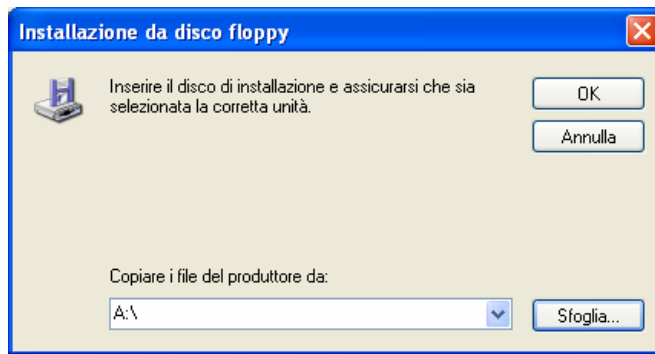 Installazione da disco floppy
Inserire il disco di installazione e assicurarsi che sia
selezionata la corretta unità.
OK
Annulla
Copiare i file del produttore da:
A:\
Sfoglia...